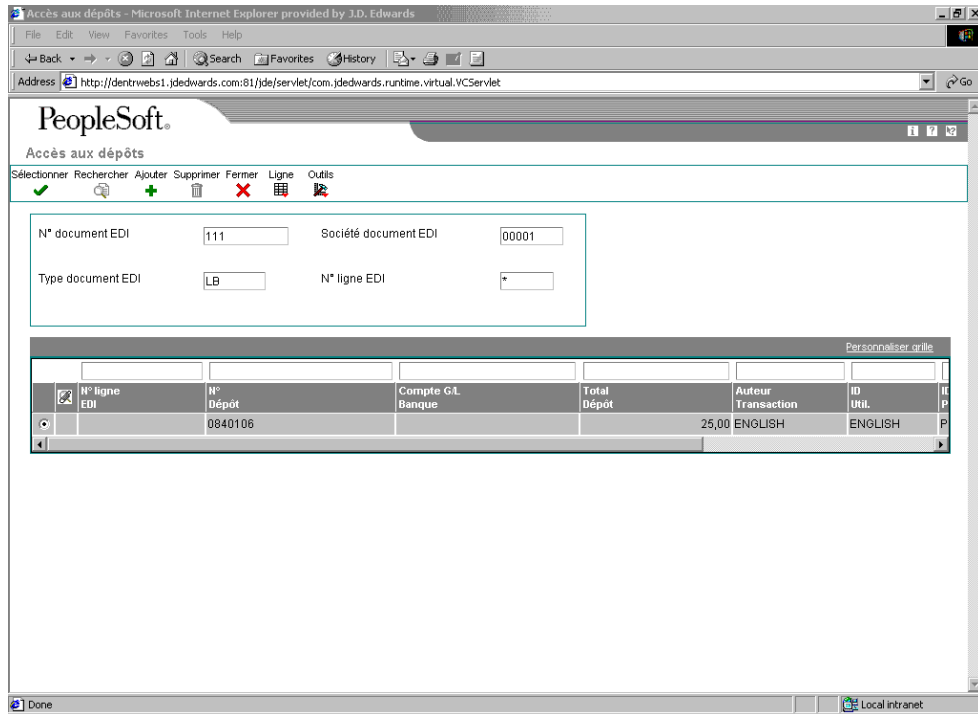 Accès aux dépôts - Microsoft Internet Explorer provided by J.D. Edwards
File Edit View Favorites Tools Help
Back Search Favorites History
Address http://dentrwebs1.jdedwards.com:81/jde/servlet/com.jdedwards.runtime.virtual.VCServlet Go
PeopleSoft®
Accès aux dépôts
Sélectionner Rechercher Ajouter Supprimer Fermer Ligne Outils
N° document EDI 111 Société document EDI 00001
Type document EDI LB N° ligne EDI *
Personnaliser grille
N° ligne EDI N° Dépôt Compte G/L Banque Total Dépôt Auteur Transaction ID Util.
0840106 25,00 ENGLISH ENGLISH P
Done Local intranet